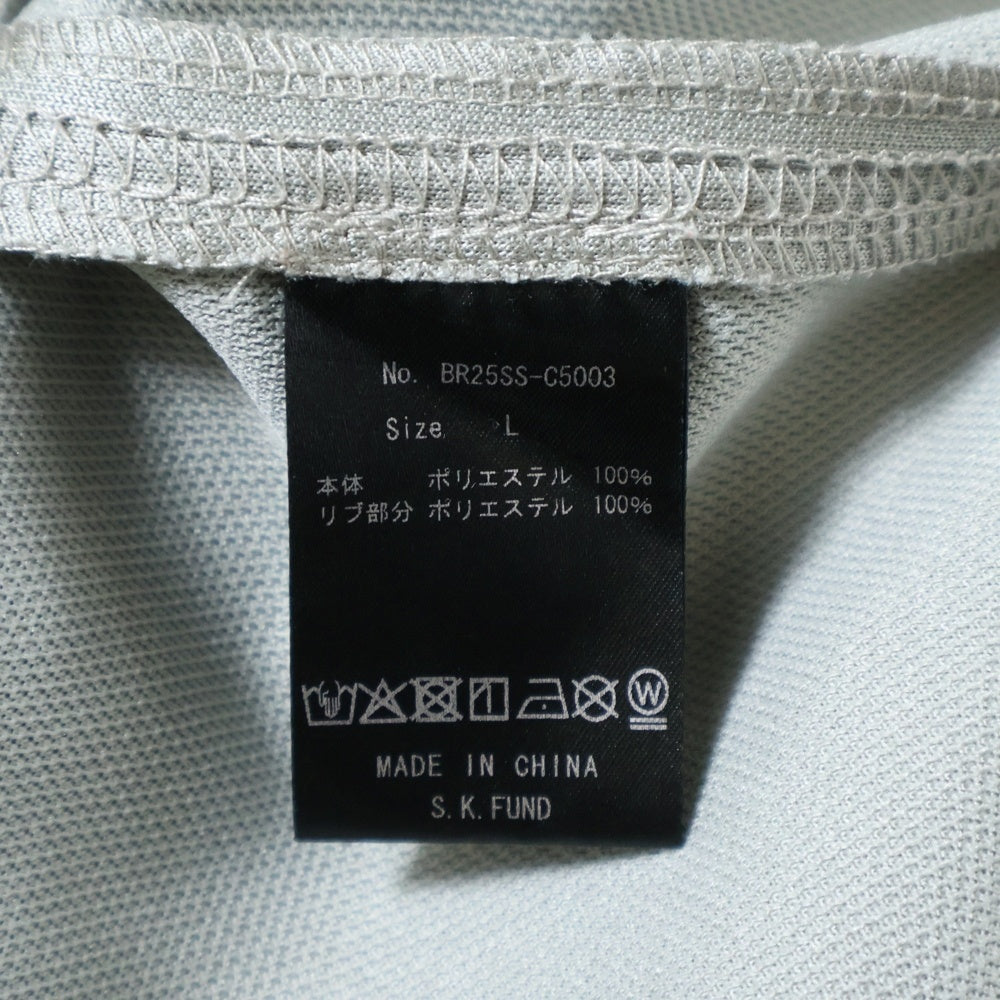 No. BR25SS-C5003
Size L
本体 ポリエステル 100%
リブ部分 ポリエステル 100%
W
MADE IN CHINA
S.K.FUND